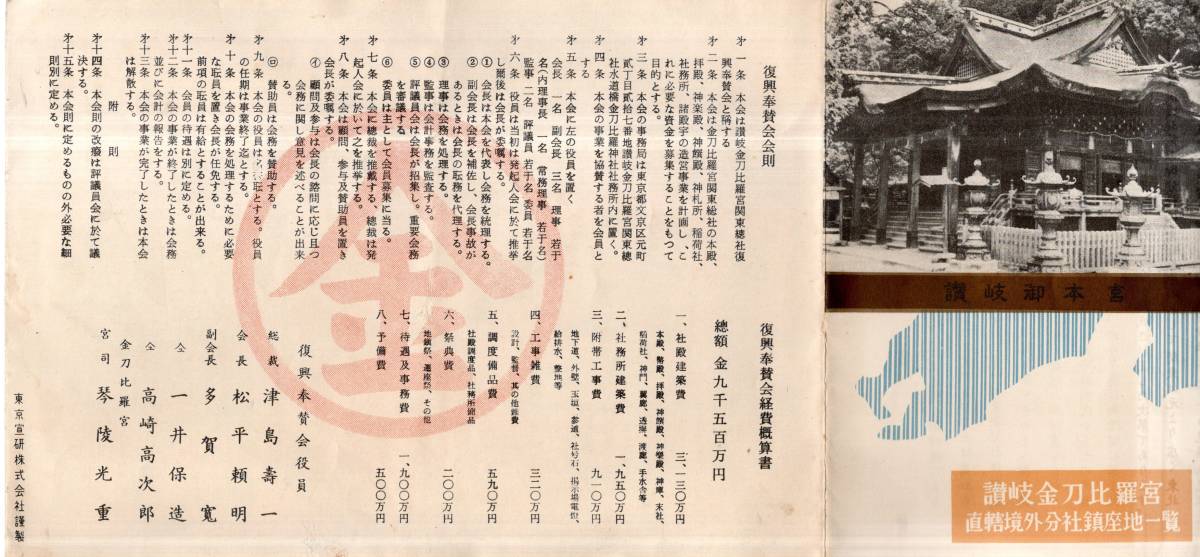 復興奉賛会会則
才一条 本会は讃岐金刀比羅宮関東總社復
興奉賛会と稱する
才二条 本会は金刀比羅宮関東総社の本殿、
拝殿、神楽殿、神饌殿、神札所、稲荷社、
社務所、諸殿宇の造営事業を計画し、こ
れに必要な資金を募集することをもつて
目的とする。
才三条 本会の事務局は東京都文京区元町
貳丁目貳拾七番地讃岐金刀比羅宮関東總
社水道橋金刀比羅神社社務所内に置く。
才四条 本会の事業を協賛する者を会員と
する
才五条 本会に左の役員を置く
会長 一名 副会長 三名 理事 若干
名(内理事長 一名 常務理事 若干名)
監事 二名 評議員 若干名 委員 若干名
才六条 役員は当初は発起人会に於て推挙
し爾後は会長が委嘱する。
①会長は本会を代表し会務を統理する。
②副会長は会長を補佐し、会長事故が
あるときは会長の職務を代理する。
③理事は会務を処理する。
④監事は会計事務を監査する。
⑤評議員会は会長が招集し。重要会務
を審議する
⑥委員は主として会員募集に当る。
才七条 本会に總裁を推戴する、總裁は発
起人会に於いて之を推挙する。
才八条 本会は顧問、参与及賛助員を置き
会長が委嘱する。
㋑顧問及参与は会長の諮問に応じ且つ
会務に関し意見を述べることが出来
る。
㋺賛助員は会務を賛助する。
才九条 本会の役員は名誉職とする。役員
の任期は事業終了迄とする。
才十条 本会の会務を処理するために必要
な職員を置き会長が任免する。
前項の職員は有給とすることが出来る。
才十一条 会員の待遇は別に定める。
才十二条 本会の事業が終了したときは会務
並びに会計の報告をする。
才十三条 本会の事業が完了したときは本会
は解散する。
附則
才十四条 本会則の改廃は評議員会に於て議
決する。
才十五条 本会則に定めるものの外必要な細
則別に定める。
復興奉賛会経費概算書
總額 金九千五百万円
一、社殿建築費 三、一三〇万円
本殿、幣殿、拝殿、神饌殿、神楽殿、神庫、末社、
稲荷社、神門、翼廊、透塀、渡廊、手水舎等
二、社務所建築費 一、九五〇万円
三、附帯工事費 九一〇万円
地下道、外壁、玉垣、参道、社号石、掲示場電燈、
給排水、整地等
四、工事雑費 三二〇万円
設計、監督、其の他雑費
五、調度備品費 五九〇万円
社殿調度品、社務所備品
六、祭典費 二〇〇万円
地鎮祭、遷座祭、その他
七、待遇及事務費 一、九〇〇万円
八、予備費 五〇〇万円
復興奉賛会役員
総裁 津島壽一
会長 松平頼明
副会長 多賀寛
仝 一井保造
仝 高崎高次郎
金刀比羅宮
宮司 琴陵光重
東京宣研株式会社謹製
金
讃岐御本宮
讃岐金刀比羅宮
直轄境外分社鎮座地一覧